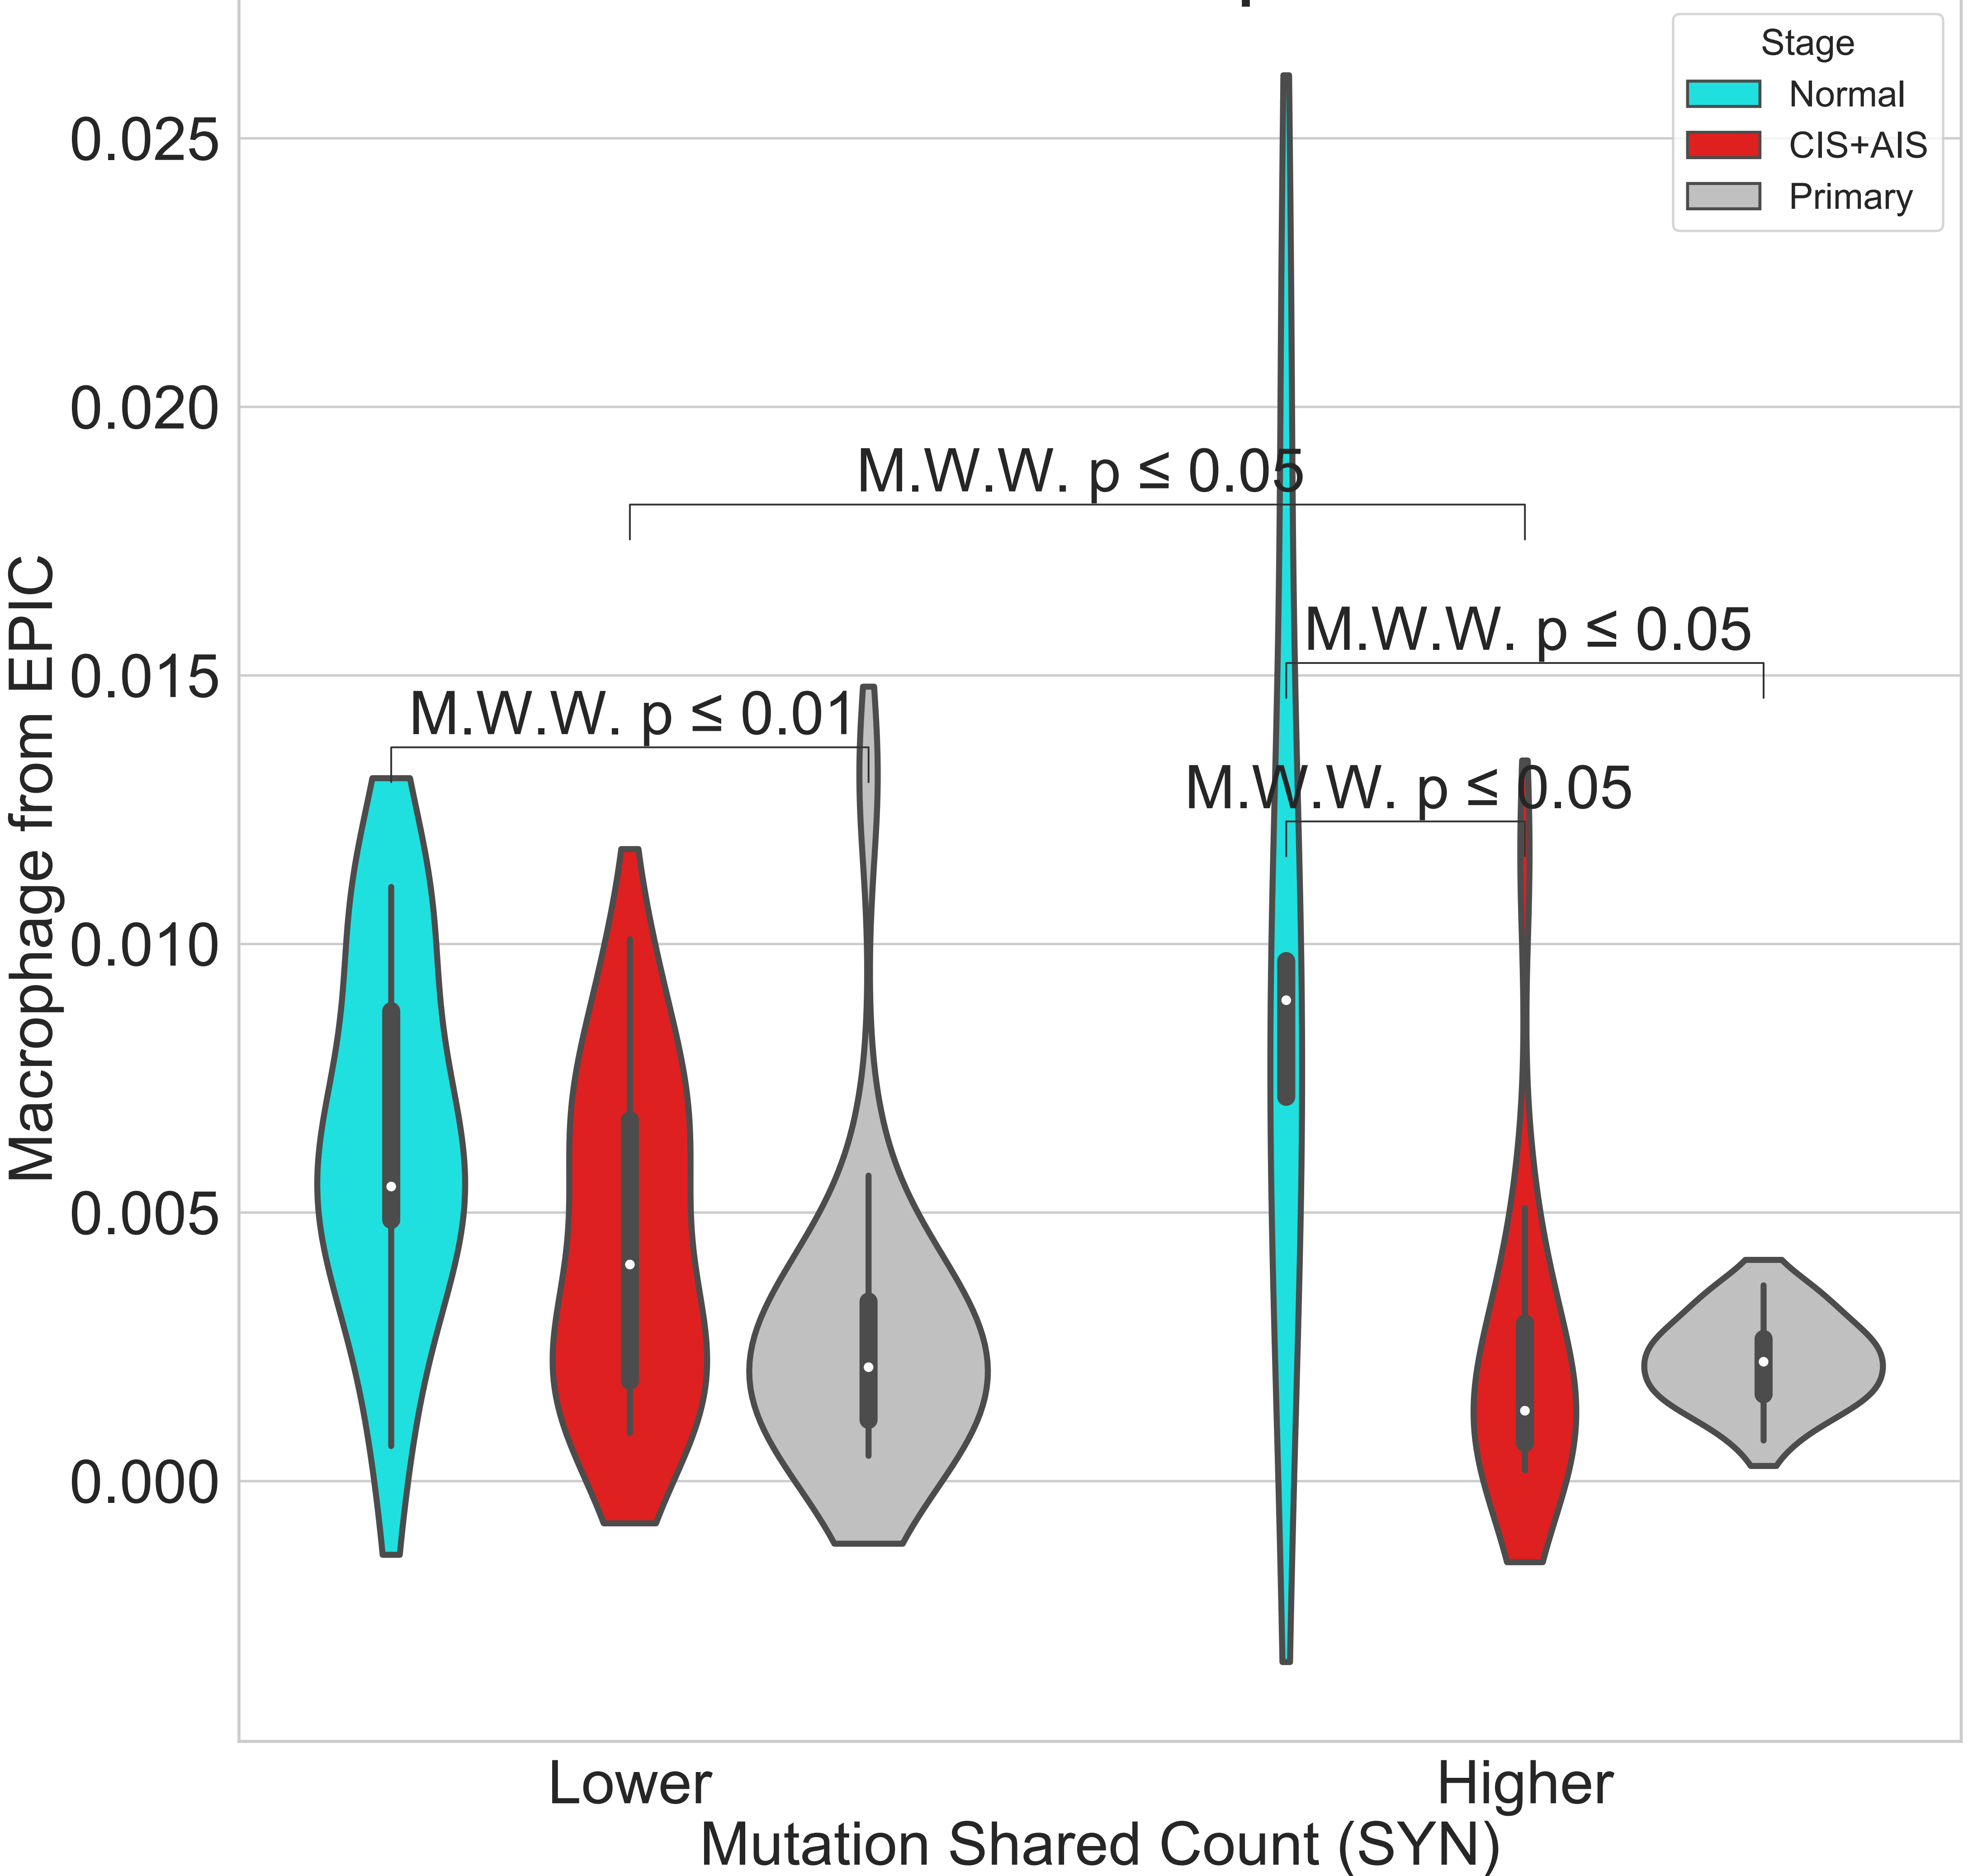 Stage
Normal
CIS+AIS
Primary
0.025
0.020
0.015
0.010
0.005
0.000
Macrophage from EPIC
M.W.W. p ≤ 0.05
M.W.W. p ≤ 0.05
M.W.W. p ≤ 0.01
M.W.W. p ≤ 0.05
Lower
Higher
Mutation Shared Count (SYN)